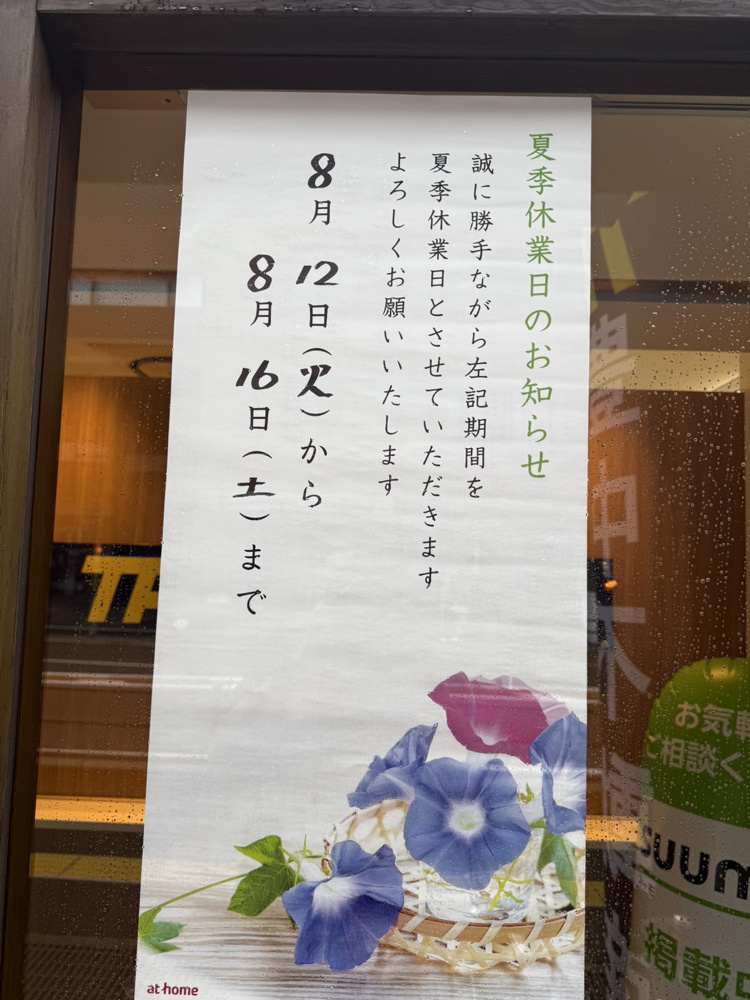 夏季休業日のお知らせ
誠に勝手ながら左記期間を
夏季休業日とさせていただきます
よろしくお願いいたします
8月12日(火)から
8月16日(土)まで
at home
お気軽
ご相談く
suum
掲載中